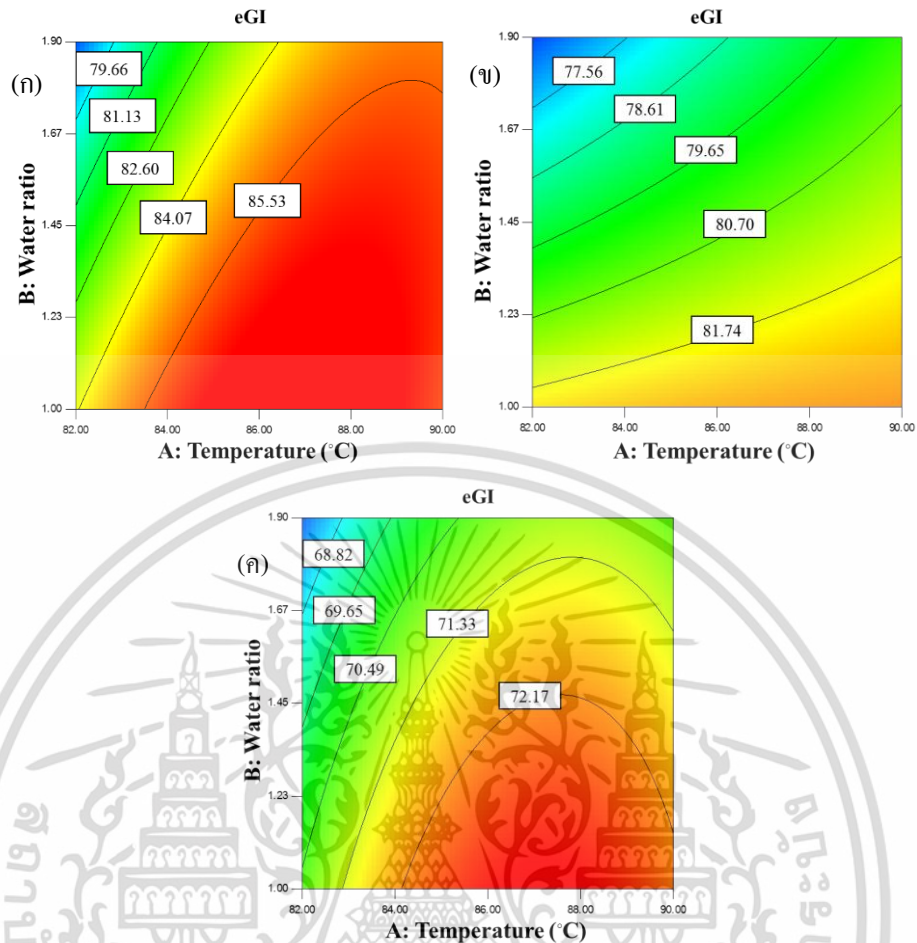 eGI
(ก)
1.90
1.67
1.45
1.23
1.00
B: Water ratio
79.66
81.13
82.60
84.07
85.53
82.00 84.00 86.00 88.00 90.00
A: Temperature (°C)
eGI
(ข)
1.90
1.67
1.45
1.23
1.00
B: Water ratio
77.56
78.61
79.65
80.70
81.74
82.00 84.00 86.00 88.00 90.00
A: Temperature (°C)
eGI
(ค)
1.90
1.67
1.45
1.23
1.00
B: Water ratio
68.82
69.65
70.49
71.33
72.17
82.00 84.00 86.00 88.00 90.00
A: Temperature (°C)